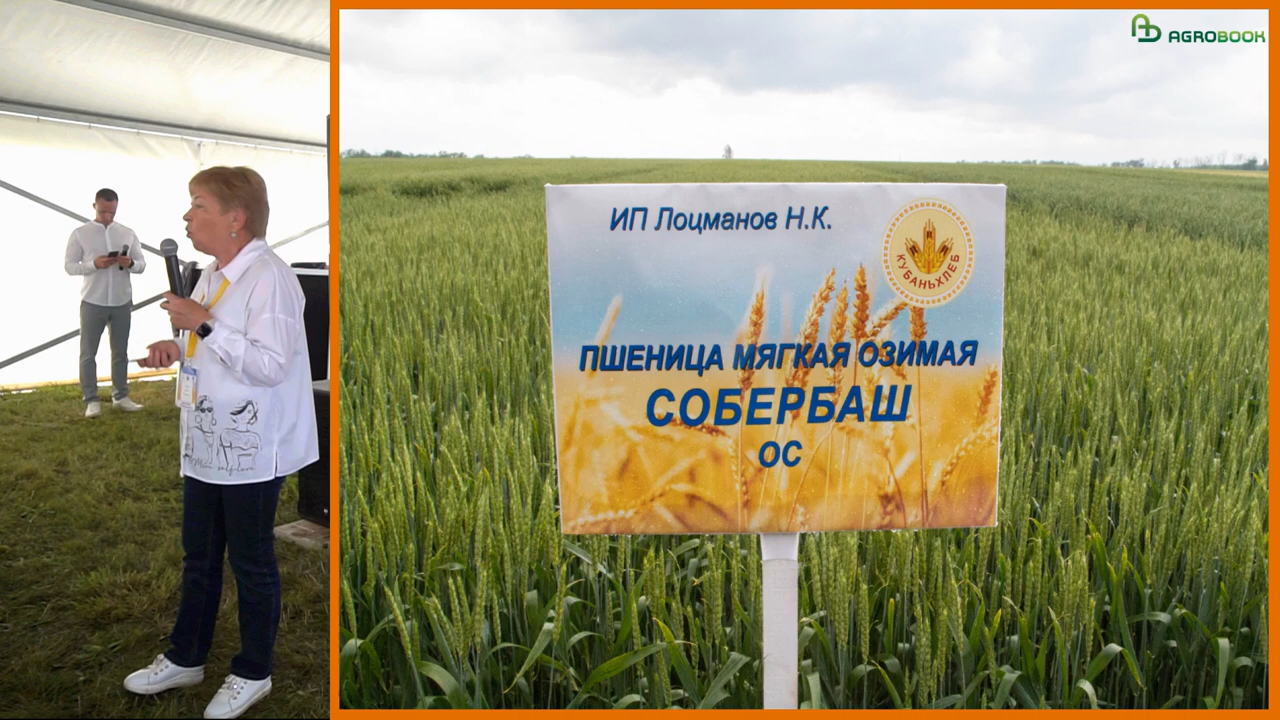 AGROBOOK
ИП Лоцманов Н.К.
КУБАНЬХЛЕБ
ПШЕНИЦА МЯГКАЯ ОЗИМАЯ
СОБЕРБАШ
ОС